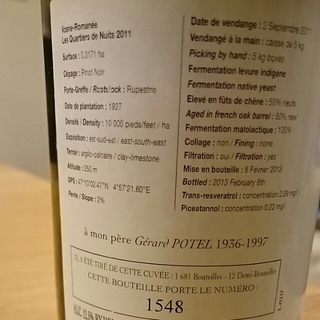 Vosne-Romanée
Les Quartiers de Nuits 2011
Surface : 0.3171 ha
Cépage : Pinot Noir
Porte-Greffe / Rootstock : Rupestris
Date de plantation : 1927
Densité / Density : 10 000 pieds/feet / ha
Exposition : est-sud-est / east-south-east
Terroir : argilo-calcaire / clay-limestone
Altitude : 250 m
GPS : 47°10'02.47"N 4°57'21.60"E
Pente / Slope : 2%
Date de vendange : 2 Septembre 2011
Vendangé à la main : caisse de 5 kg
Picking by hand : 5 kg boxes
Fermentation levure indigène
Fermentation native yeast
Elevé en fûts de chêne : 50% neufs
Aged in french oak barrel : 50% new
Fermentation malolactique : 100%
Collage : non / Fining : none
Filtration : oui / Filtration : yes
Mise en bouteille : 8 Février 2013
Bottled : 2013 February 8th
Trans-resveratrol : concentration 2,09 mg/l
Piceatannol : concentration 0,22 mg/l
à mon père Gérard POTEL 1936-1997
IL A ÉTÉ TIRÉ DE CETTE CUVÉE : 1 681 Bouteilles - 12 Demi-Bouteilles
CETTE BOUTEILLE PORTE LE NUMÉRO :
1548